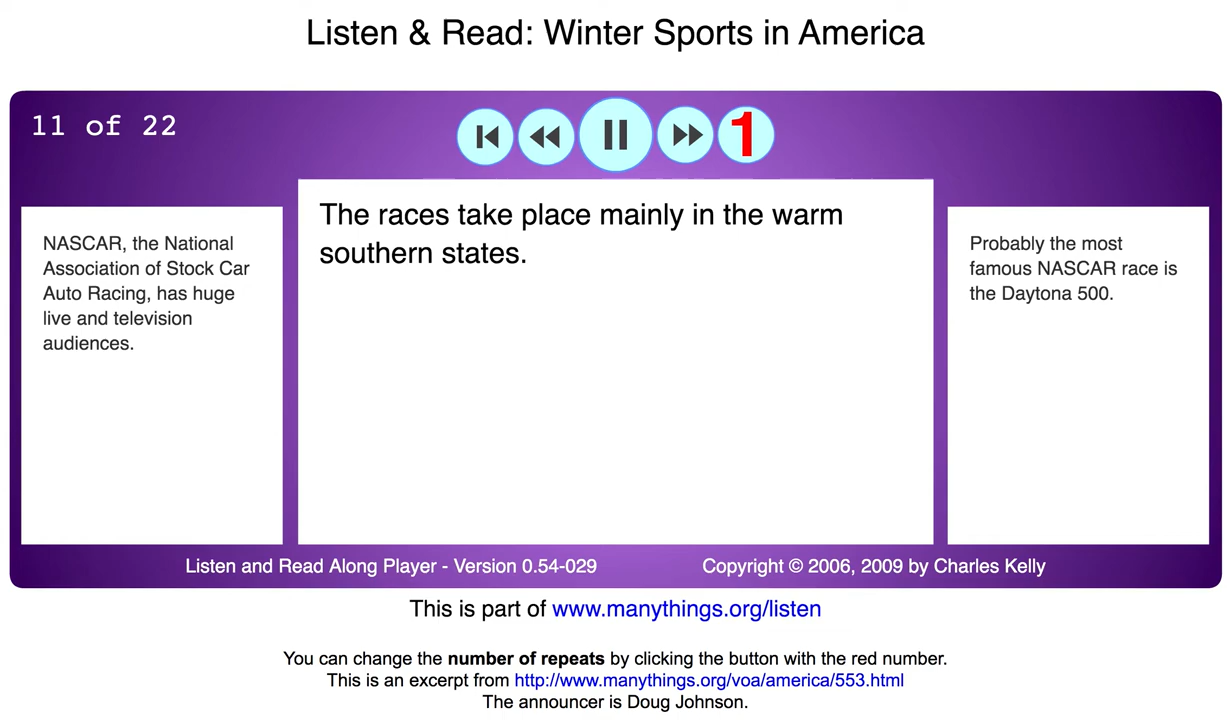 Listen & Read: Winter Sports in America
11 of 22
1
NASCAR, the National
Association of Stock Car
Auto Racing, has huge
live and television
audiences.
The races take place mainly in the warm
southern states.
Probably the most
famous NASCAR race is
the Daytona 500.
Listen and Read Along Player - Version 0.54-029
Copyright © 2006, 2009 by Charles Kelly
This is part of www.manythings.org/listen
You can change the number of repeats by clicking the button with the red number.
This is an excerpt from http://www.manythings.org/voa/america/553.html
The announcer is Doug Johnson.